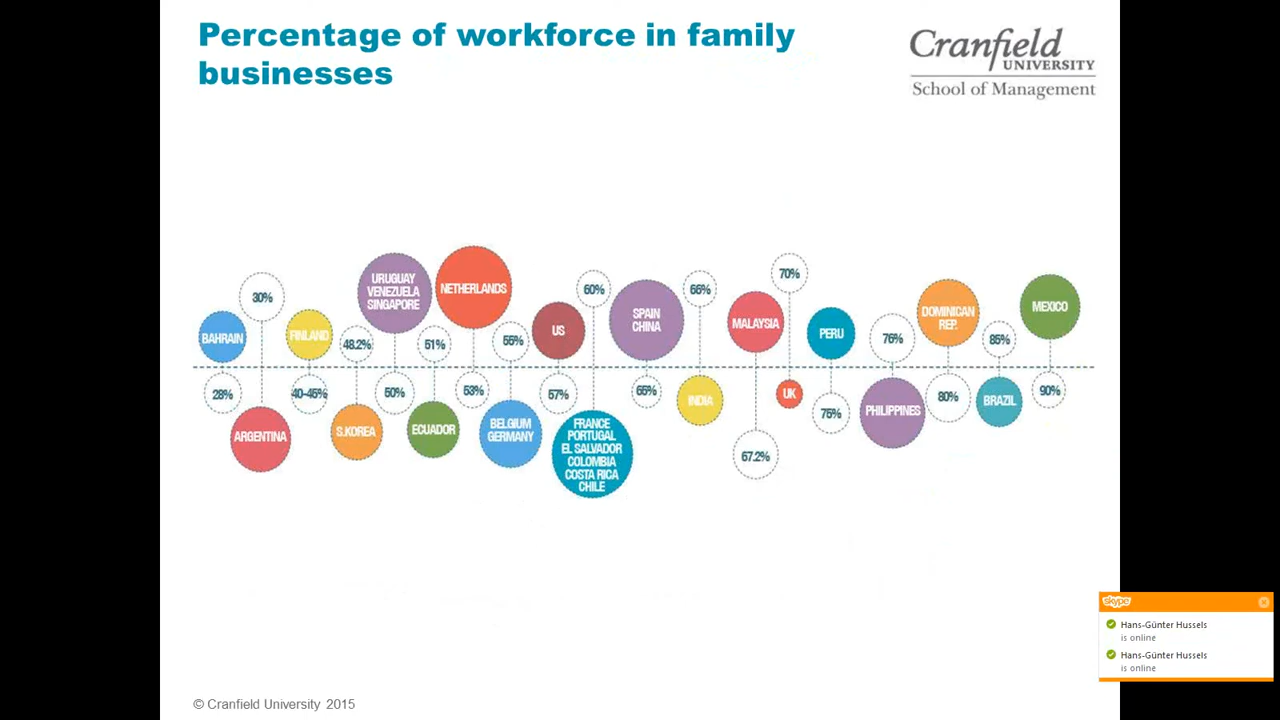 Percentage of workforce in family
businesses
Cranfield
UNIVERSITY
School of Management
BAHRAIN
28%
30%
ARGENTINA
FINLAND
40-45%
48.2%
S.KOREA
URUGUAY
VENEZUELA
SINGAPORE
50%
51%
ECUADOR
NETHERLANDS
53%
55%
BELGIUM
GERMANY
US
57%
60%
FRANCE
PORTUGAL
EL SALVADOR
COLOMBIA
COSTA RICA
CHILE
SPAIN
CHINA
65%
66%
INDIA
MALAYSIA
67.2%
70%
UK
PERU
75%
76%
PHILIPPINES
DOMINICAN
REP.
80%
85%
BRAZIL
MEXICO
90%
skype
Hans-Günter Hussels
is online
Hans-Günter Hussels
is online
© Cranfield University 2015